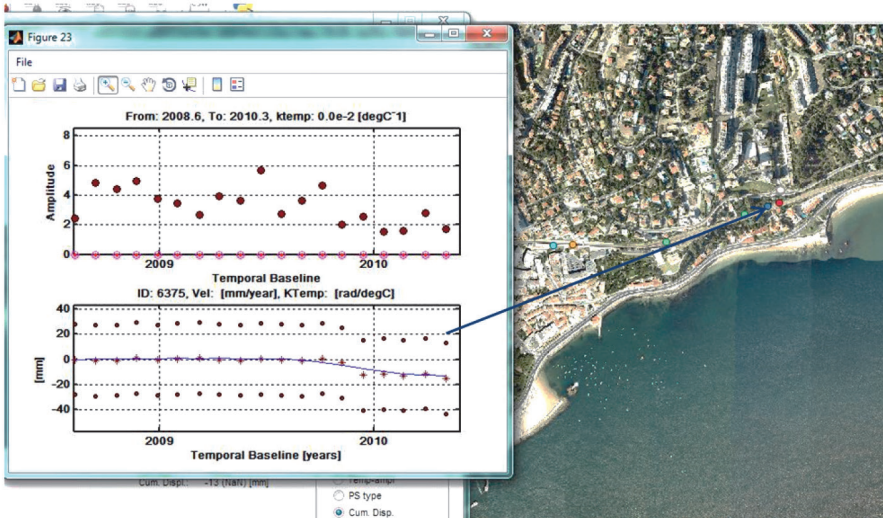 Figure 23
File
From: 2008.6, To: 2010.3, ktemp: 0.0e-2 [degC^-1]
8
6
4
2
0
Amplitude
2009
2010
Temporal Baseline
ID: 6375, Vel: [mm/year], KTemp: [rad/degC]
40
20
0
-20
-40
[mm]
2009
2010
Temporal Baseline [years]
Cum. Displ.: -13 (NaN) [mm]
Temp-ampl
PS type
Cum. Disp.